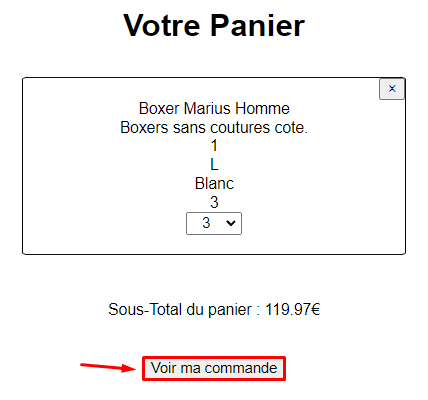 Votre Panier
×
Boxer Marius Homme
Boxers sans coutures cote.
1
L
Blanc
3
3
Sous-Total du panier : 119.97€
Voir ma commande